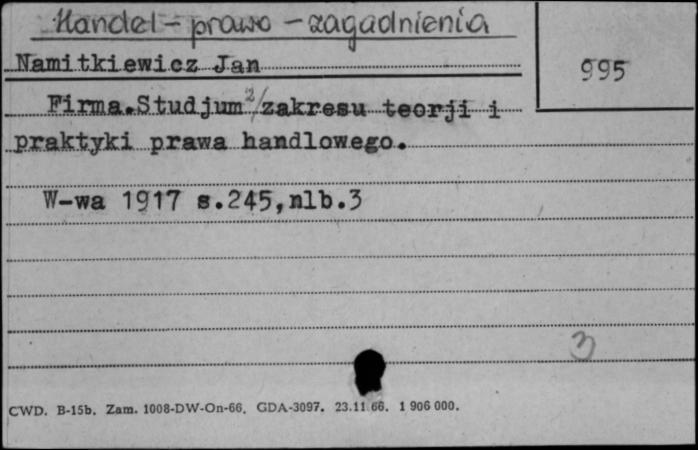 Handel - prawo - zagadnienia
Namitkiewicz Jan
995
Firma.Studjum z/zakresu teorji i
praktyki prawa handlowego.
W-wa 1917 s.245,nlb.3
3
CWD. B-15b. Zam. 1008-DW-On-66. GDA-3097. 23.11.66. 1 906 000.